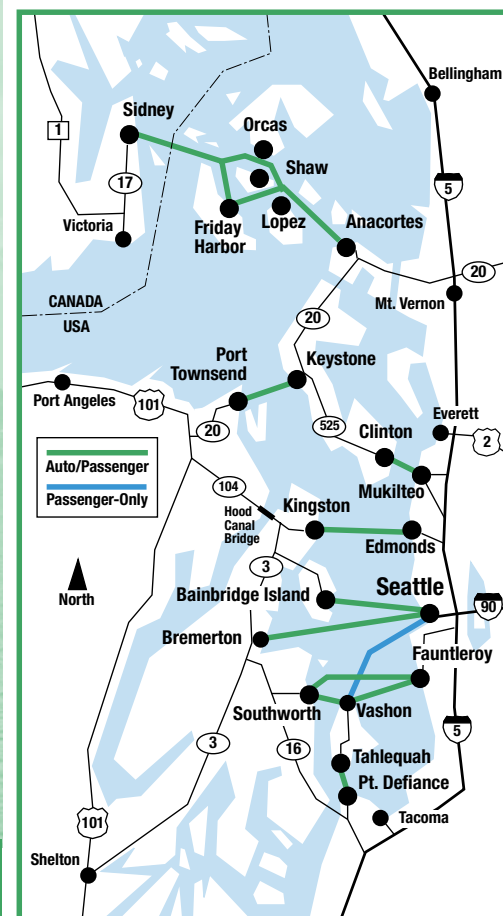 Bellingham
Sidney
Orcas
1
Shaw
17
5
Victoria
Friday
Harbor
Lopez
Anacortes
20
CANADA
USA
Mt. Vernon
20
Port
Townsend
Keystone
Port Angeles
101
20
525
Everett
2
Clinton
Auto/Passenger
Passenger-Only
Mukilteo
104
Hood
Canal
Bridge
Kingston
Edmonds
3
North
Bainbridge Island
Seattle
90
Bremerton
Fauntleroy
Southworth
Vashon
3
16
5
Tahlequah
Pt. Defiance
101
Tacoma
Shelton